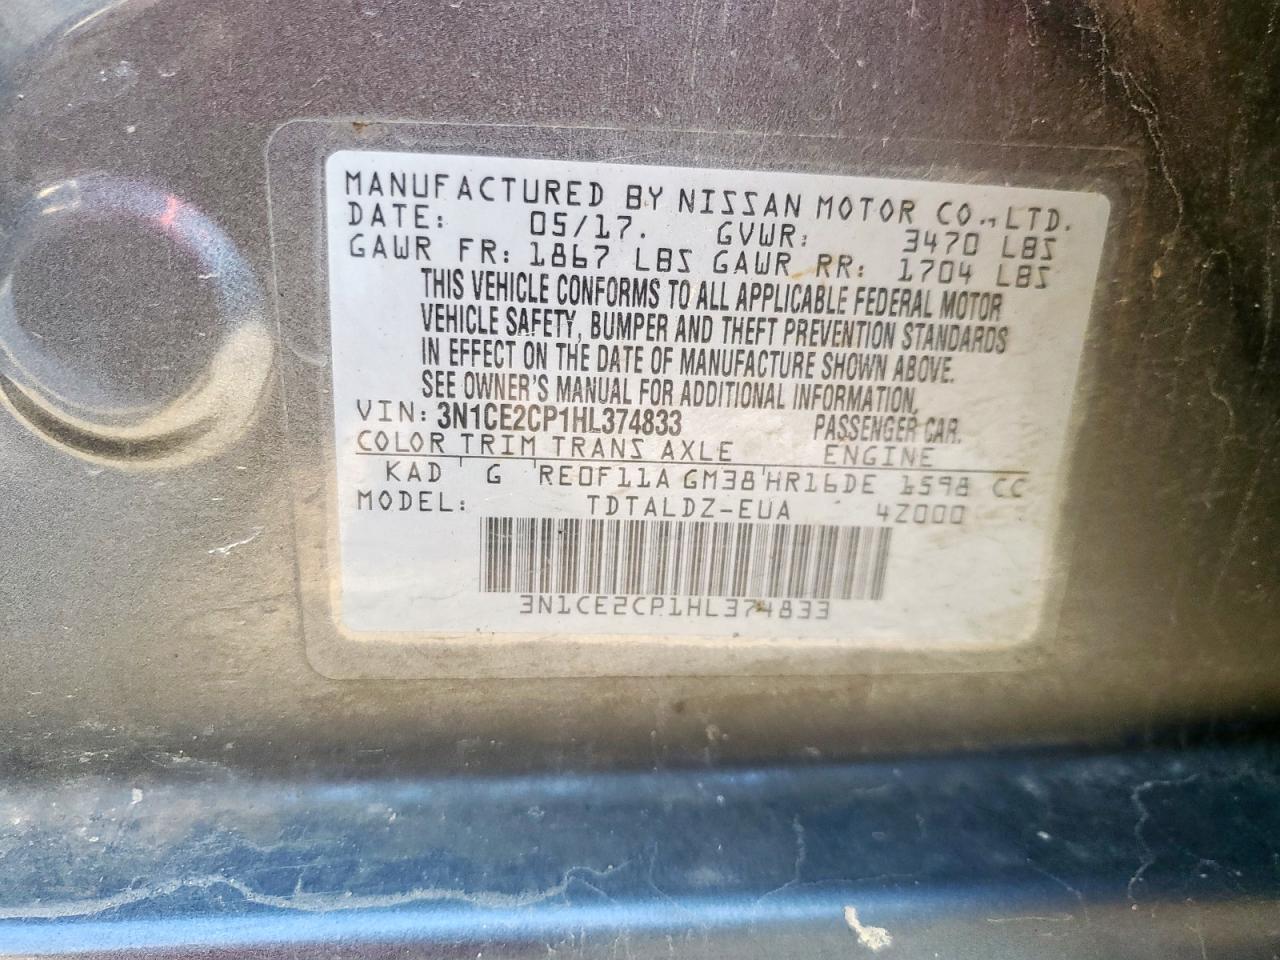 MANUFACTURED BY NISSAN MOTOR CO., LTD.
DATE: 05/17. GVWR: 3470 LBS
GAWR FR: 1867 LBS GAWR RR: 1704 LBS
THIS VEHICLE CONFORMS TO ALL APPLICABLE FEDERAL MOTOR
VEHICLE SAFETY, BUMPER AND THEFT PREVENTION STANDARDS
IN EFFECT ON THE DATE OF MANUFACTURE SHOWN ABOVE.
SEE OWNER'S MANUAL FOR ADDITIONAL INFORMATION.
VIN: 3N1CE2CP1HL374833 PASSENGER CAR.
COLOR TRIM TRANS AXLE ENGINE
KAD G RE0F11A GM38 HR16DE 1598 CC
MODEL: TDTALDZ-EUA 4Z000
3N1CE2CP1HL374833